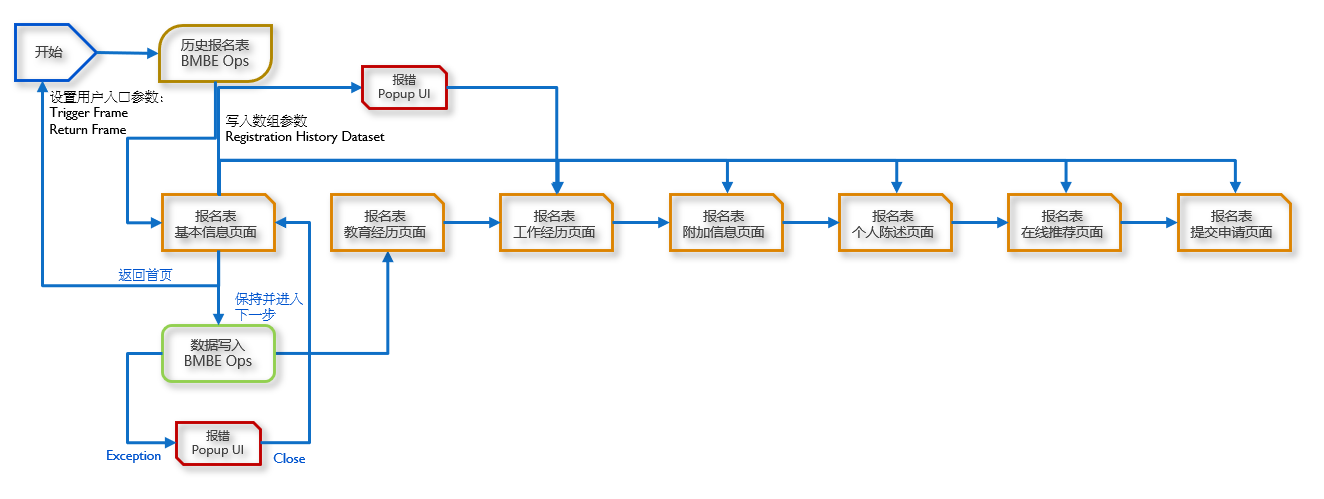 开始
历史报名表
BMBE Ops
报错
Popup UI
设置用户入口参数：
Trigger Frame
Return Frame
写入数组参数
Registration History Dataset
报名表
基本信息页面
报名表
教育经历页面
报名表
工作经历页面
报名表
附加信息页面
报名表
个人陈述页面
报名表
在线推荐页面
报名表
提交申请页面
返回首页
保持并进入
下一步
数据写入
BMBE Ops
报错
Popup UI
Exception
Close